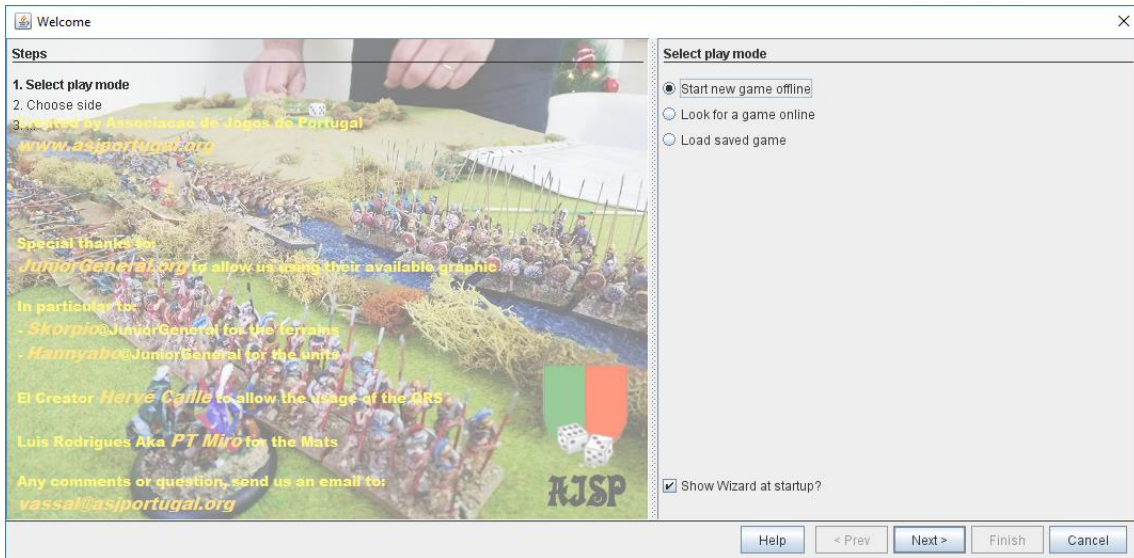 Welcome
Steps
1. Select play mode
2. Choose side
3. ...
Created by Associacao de Jogos de Portugal
www.asjportugal.org
Special thanks to:
JuniorGeneral.org to allow us using their available graphic
In particular to:
- Skorpio@JuniorGeneral for the terrains
- Hannyabo@JuniorGeneral for the units
El Creator Hervé Caille to allow the usage of the QRS
Luis Rodrigues Aka PT Miro for the Mats
Any comments or question, send us an email to:
vassal@asjportugal.org
AJSP
Select play mode
Start new game offline
Look for a game online
Load saved game
Show Wizard at startup?
Help
< Prev
Next >
Finish
Cancel